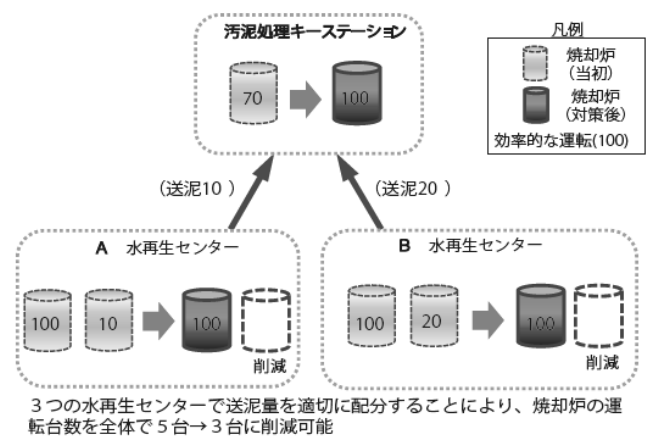 汚泥処理キーステーション
70
100
凡例
焼却炉
（当初）
焼却炉
（対策後）
効率的な運転(100)
（送泥10 ）
（送泥20 ）
A 水再生センター
100
10
100
削減
B 水再生センター
100
20
100
削減
３つの水再生センターで送泥量を適切に配分することにより、焼却炉の運
転台数を全体で５台→３台に削減可能